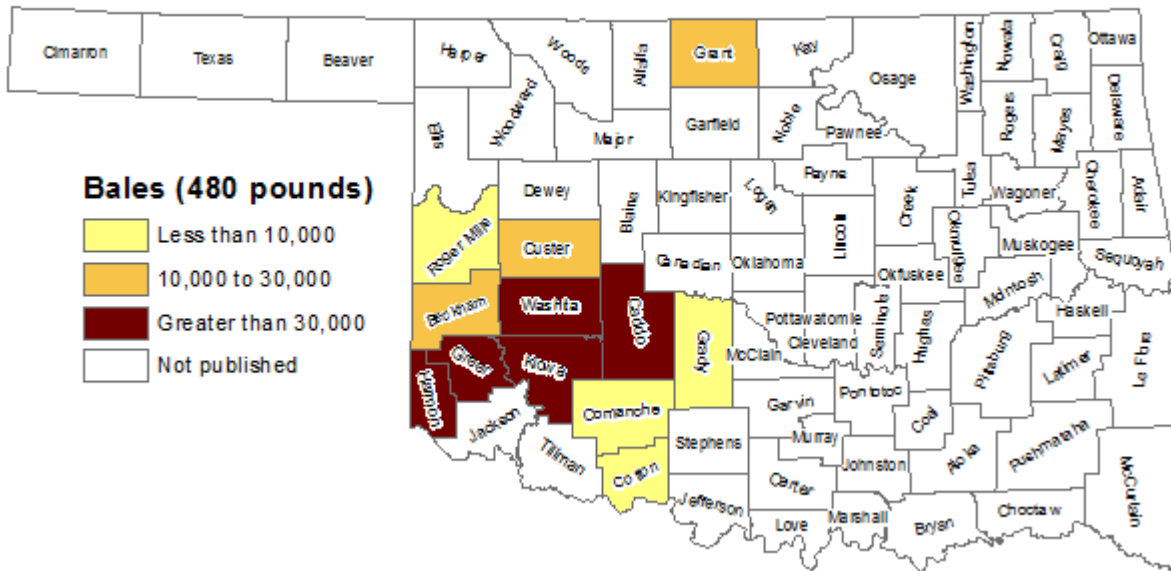 Cimarron
Texas
Beaver
Harper
Woods
Alfalfa
Grant
Kay
Osage
Washington
Nowata
Craig
Ottawa
Ellis
Woodward
Major
Garfield
Noble
Pawnee
Rogers
Mayes
Delaware
Bales (480 pounds)
Less than 10,000
10,000 to 30,000
Greater than 30,000
Not published
Roger Mills
Dewey
Blaine
Kingfisher
Logan
Payne
Creek
Tulsa
Wagoner
Cherokee
Adair
Custer
Canadian
Oklahoma
Lincoln
Okfuskee
Okmulgee
Muskogee
Sequoyah
Beckham
Washita
Caddo
Grady
McClain
Cleveland
Pottawatomie
Seminole
Hughes
McIntosh
Haskell
Pittsburg
Latimer
Le Flore
Harmon
Greer
Kiowa
Jackson
Tillman
Comanche
Cotton
Stephens
Garvin
Murray
Pontotoc
Coal
Johnston
Atoka
Pushmataha
McCurtain
Jefferson
Carter
Love
Marshall
Bryan
Choctaw